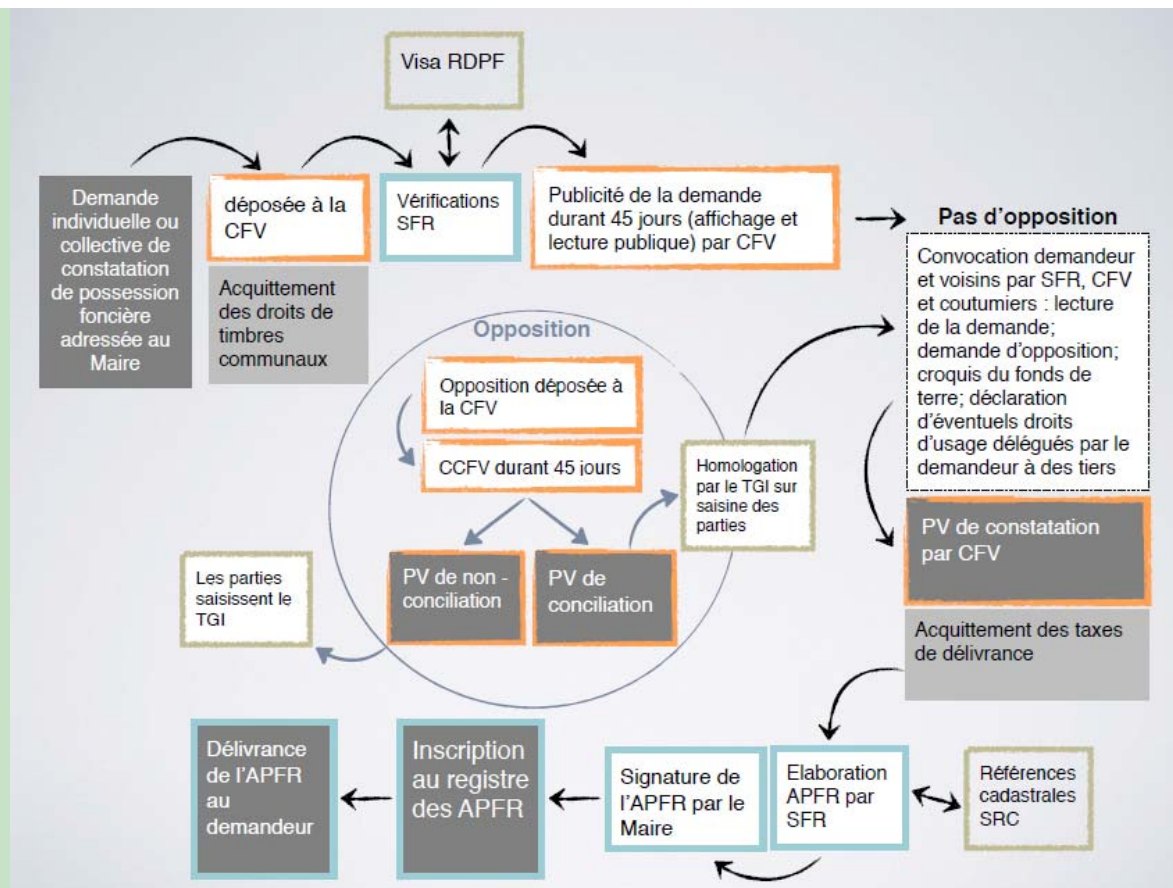 Visa RDPF
Demande
individuelle ou
collective de
constatation
de possession
foncière
adressée au
Maire
déposée à la
CFV
Acquittement
des droits de
timbres
communaux
Vérifications
SFR
Publicité de la demande
durant 45 jours (affichage et
lecture publique) par CFV
Pas d'opposition
Convocation demandeur
et voisins par SFR, CFV
et coutumiers : lecture
de la demande;
demande d'opposition;
croquis du fonds de
terre; déclaration
d'éventuels droits
d'usage délégués par le
demandeur à des tiers
Opposition
Opposition déposée à
la CFV
CCFV durant 45 jours
PV de non -
conciliation
PV de
conciliation
Homologation
par le TGI sur
saisine des
parties
Les parties
saisissent le
TGI
PV de constatation
par CFV
Acquittement des taxes
de délivrance
Références
cadastrales
SRC
Elaboration
APFR par
SFR
Signature de
l'APFR par le
Maire
Inscription
au registre
des APFR
Délivrance
de l'APFR
au
demandeur